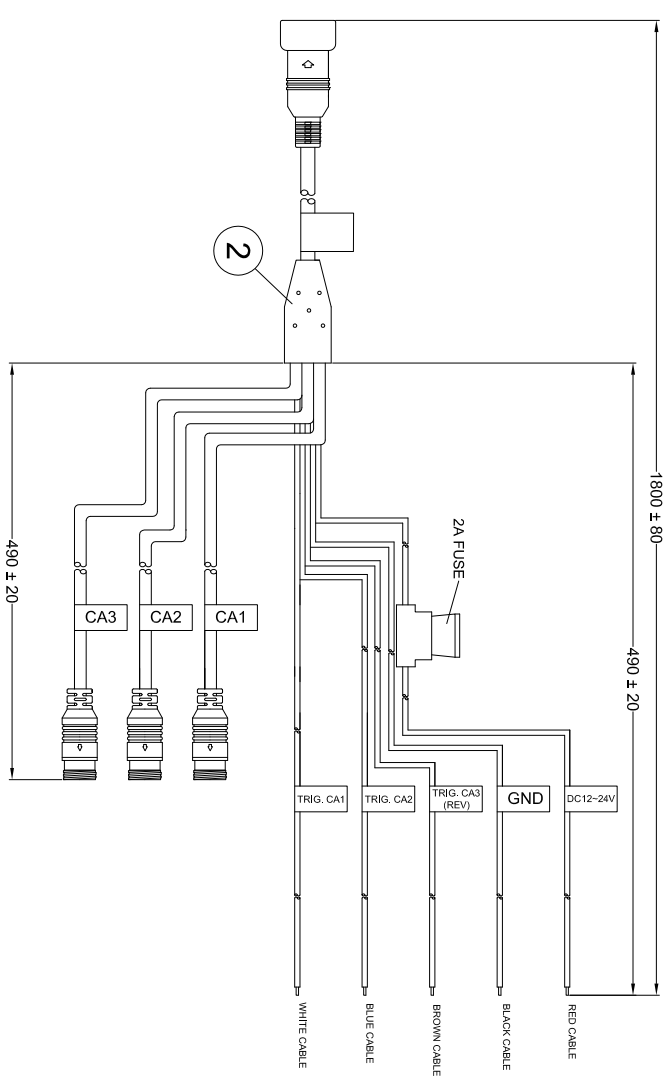 2
1800 ± 80
490 ± 20
2A FUSE
490 ± 20
CA3
CA2
CA1
TRIG. CA1
TRIG. CA2
TRIG. CA3
(REV)
GND
DC12~24V
WHITE CABLE
BLUE CABLE
BROWN CABLE
BLACK CABLE
RED CABLE